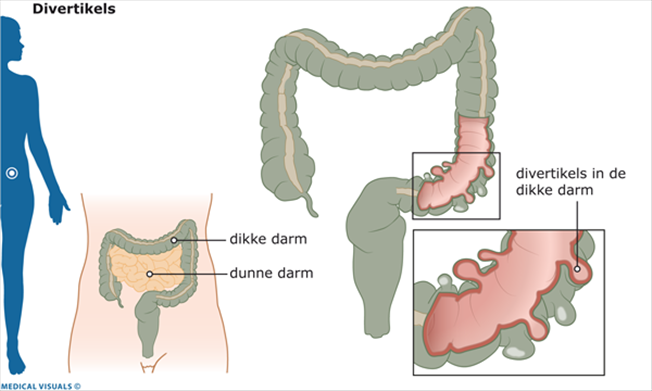 Divertikels
divertikels in de
dikke darm
dikke darm
dunne darm
MEDICAL VISUALS ©